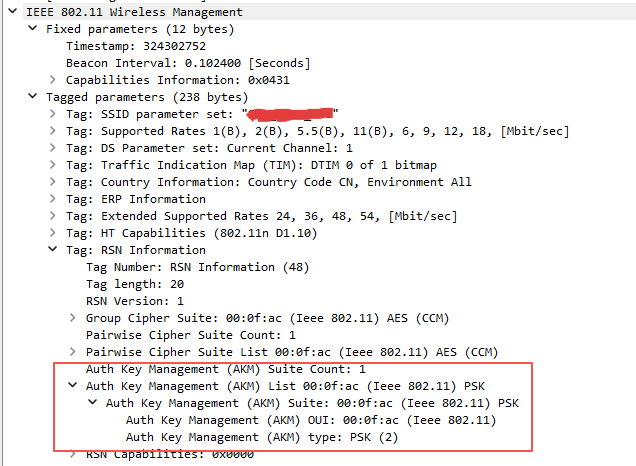 IEEE 802.11 Wireless Management
Fixed parameters (12 bytes)
Timestamp: 324302752
Beacon Interval: 0.102400 [Seconds]
Capabilities Information: 0x0431
Tagged parameters (238 bytes)
Tag: SSID parameter set: "
Tag: Supported Rates 1(B), 2(B), 5.5(B), 11(B), 6, 9, 12, 18, [Mbit/sec]
Tag: DS Parameter set: Current Channel: 1
Tag: Traffic Indication Map (TIM): DTIM 0 of 1 bitmap
Tag: Country Information: Country Code CN, Environment All
Tag: ERP Information
Tag: Extended Supported Rates 24, 36, 48, 54, [Mbit/sec]
Tag: HT Capabilities (802.11n D1.10)
Tag: RSN Information
Tag Number: RSN Information (48)
Tag length: 20
RSN Version: 1
Group Cipher Suite: 00:0f:ac (Ieee 802.11) AES (CCM)
Pairwise Cipher Suite Count: 1
Pairwise Cipher Suite List 00:0f:ac (Ieee 802.11) AES (CCM)
Auth Key Management (AKM) Suite Count: 1
Auth Key Management (AKM) List 00:0f:ac (Ieee 802.11) PSK
Auth Key Management (AKM) Suite: 00:0f:ac (Ieee 802.11) PSK
Auth Key Management (AKM) OUI: 00:0f:ac (Ieee 802.11)
Auth Key Management (AKM) type: PSK (2)
RSN Capabilities: 0x0000